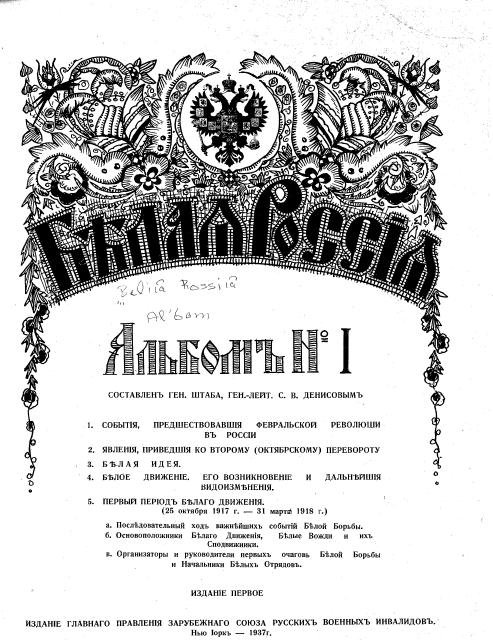 БѢЛАЯ РОССІЯ
Beliâ Rossiiâ
Al'bom
Альбомъ № I
СОСТАВЛЕНЪ ГЕН. ШТАБА, ГЕН.-ЛЕЙТ. С. В. ДЕНИСОВЫМЪ
1. СОБЫТІЯ, ПРЕДШЕСТВОВАВШІЯ ФЕВРАЛЬСКОЙ РЕВОЛЮЦІИ
ВЪ РОССІИ
2. ЯВЛЕНІЯ, ПРИВЕДШІЯ КО ВТОРОМУ (ОКТЯБРСКОМУ) ПЕРЕВОРОТУ
3. БѢЛАЯ ИДЕЯ.
4. БѢЛОЕ ДВИЖЕНІЕ. ЕГО ВОЗНИКНОВЕНІЕ И ДАЛЬНѢЙШІЯ
ВИДОИЗМѢНЕНІЯ.
5. ПЕРВЫЙ ПЕРІОДЪ БѢЛАГО ДВИЖЕНІЯ.
(25 октября 1917 г. — 31 марта 1918 г.)
а. Послѣдовательный ходъ важнѣйшихъ событій Бѣлой Борьбы.
б. Основоположники Бѣлаго Движенія, Бѣлые Вожди и ихъ
Сподвижники.
в. Организаторы и руководители первыхъ очаговъ Бѣлой Борьбы
и Начальники Бѣлыхъ Отрядовъ.
ИЗДАНІЕ ПЕРВОЕ
ИЗДАНІЕ ГЛАВНАГО ПРАВЛЕНІЯ ЗАРУБЕЖНАГО СОЮЗА РУССКИХЪ ВОЕННЫХЪ ИНВАЛИДОВЪ.
Нью Іоркъ — 1937г.